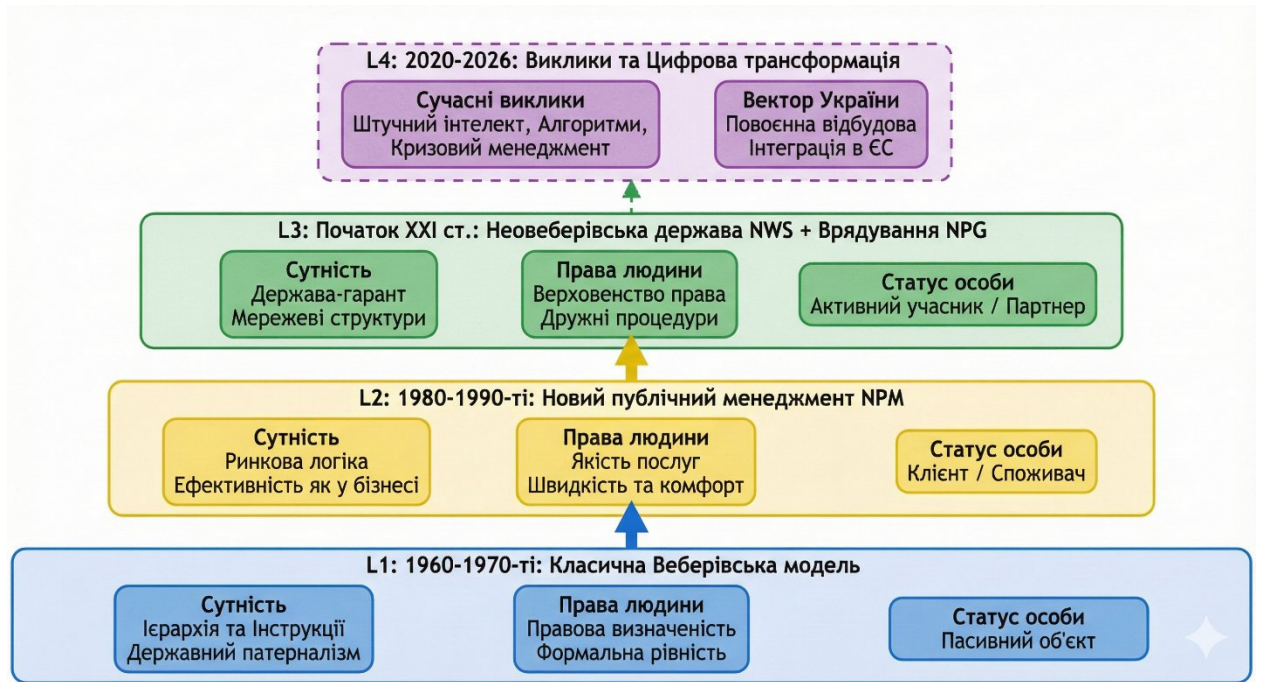 L4: 2020-2026: Виклики та Цифрова трансформація
Сучасні виклики
Штучний інтелект, Алгоритми,
Кризовий менеджмент
Вектор України
Повоєнна відбудова
Інтеграція в ЄС
L3: Початок XXI ст.: Неовеберівська держава NWS + Врядування NPG
Сутність
Держава-гарант
Мережеві структури
Права людини
Верховенство права
Дружні процедури
Статус особи
Активний учасник / Партнер
L2: 1980-1990-ті: Новий публічний менеджмент NPM
Сутність
Ринкова логіка
Ефективність як у бізнесі
Права людини
Якість послуг
Швидкість та комфорт
Статус особи
Клієнт / Споживач
L1: 1960-1970-ті: Класична Веберівська модель
Сутність
Ієрархія та Інструкції
Державний патерналізм
Права людини
Правова визначеність
Формальна рівність
Статус особи
Пасивний об'єкт